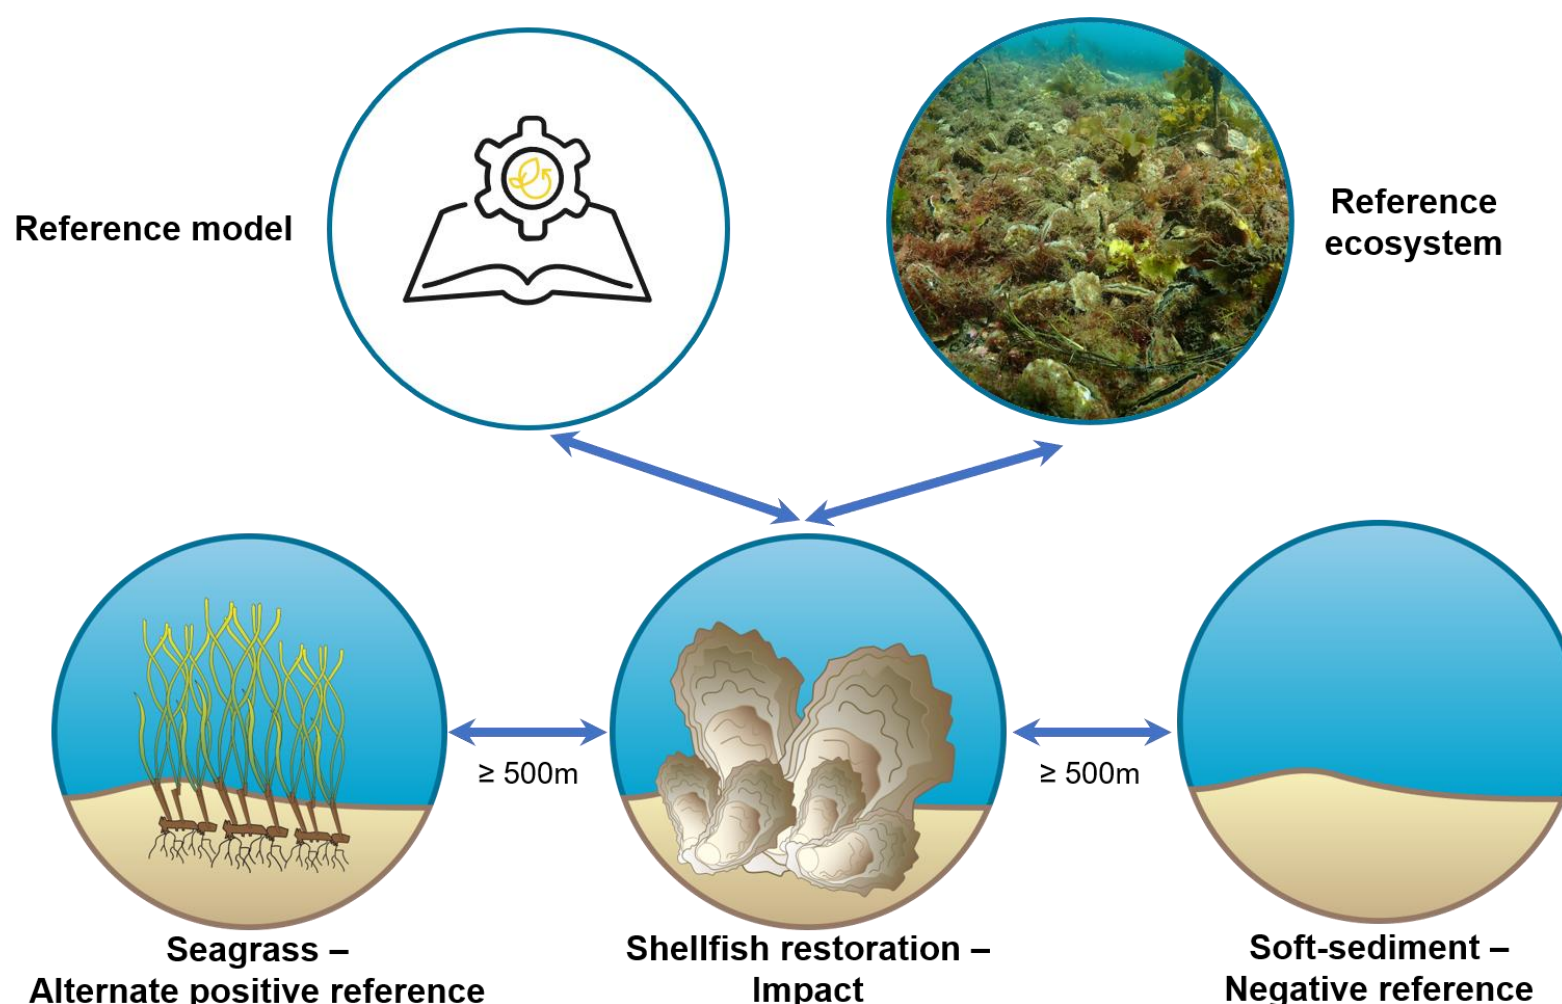 Reference model
Reference
ecosystem
≥ 500m
≥ 500m
Seagrass –
Alternate positive reference
Shellfish restoration –
Impact
Soft-sediment –
Negative reference